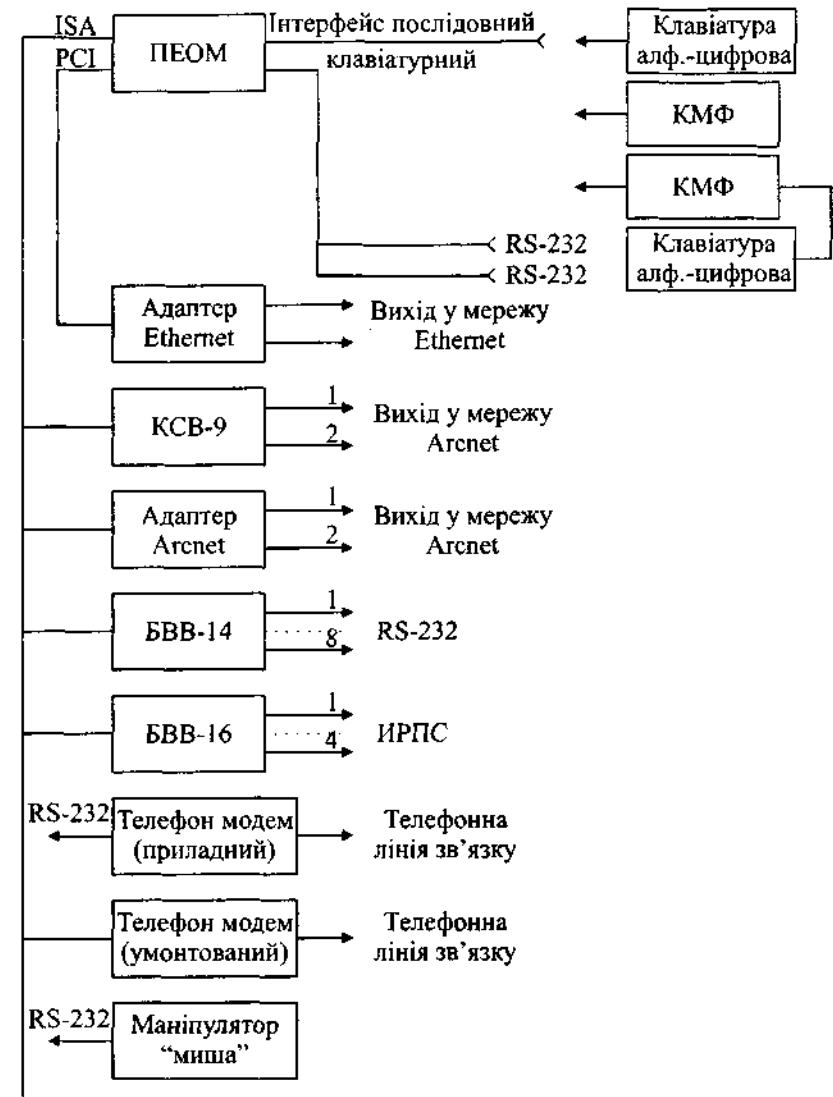 ISA
PCI
ПЕОМ
Інтерфейс послідовний
клавіатурний
Клавіатура
алф.-цифрова
КМФ
КМФ
Клавіатура
алф.-цифрова
RS-232
RS-232
Адаптер
Ethernet
Вихід у мережу
Ethernet
КСВ-9
1
2
Вихід у мережу
Arcnet
Адаптер
Arcnet
1
2
Вихід у мережу
Arcnet
БВВ-14
1
8
RS-232
БВВ-16
1
4
ИРПС
RS-232
Телефон модем
(приладний)
Телефонна
лінія зв’язку
Телефон модем
(умонтований)
Телефонна
лінія зв’язку
RS-232
Маніпулятор
“миша”